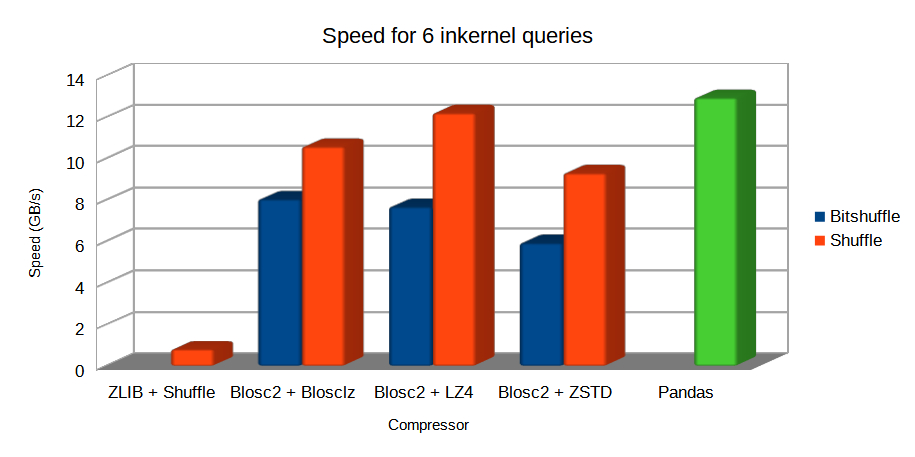 Speed for 6 inkernel queries
14
12
10
8
6
4
2
0
Speed (GB/s)
ZLIB + Shuffle
Blosc2 + Blosclz
Blosc2 + LZ4
Blosc2 + ZSTD
Pandas
Compressor
Bitshuffle
Shuffle